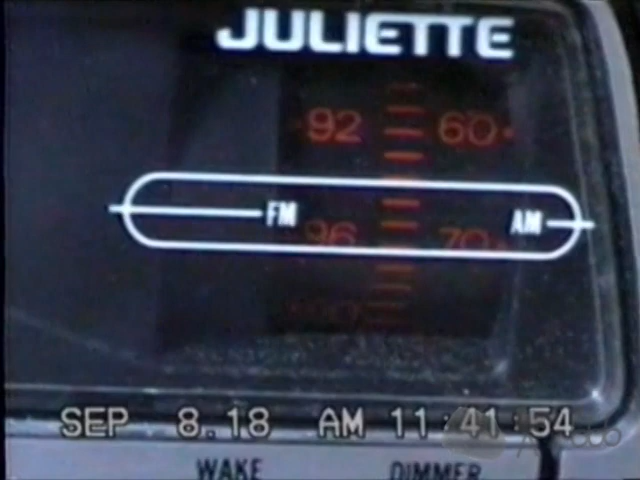 JULIETTE
92 60
FM AM
96 70
SEP 8.18 AM 11:41:54
WAKE DIMMER